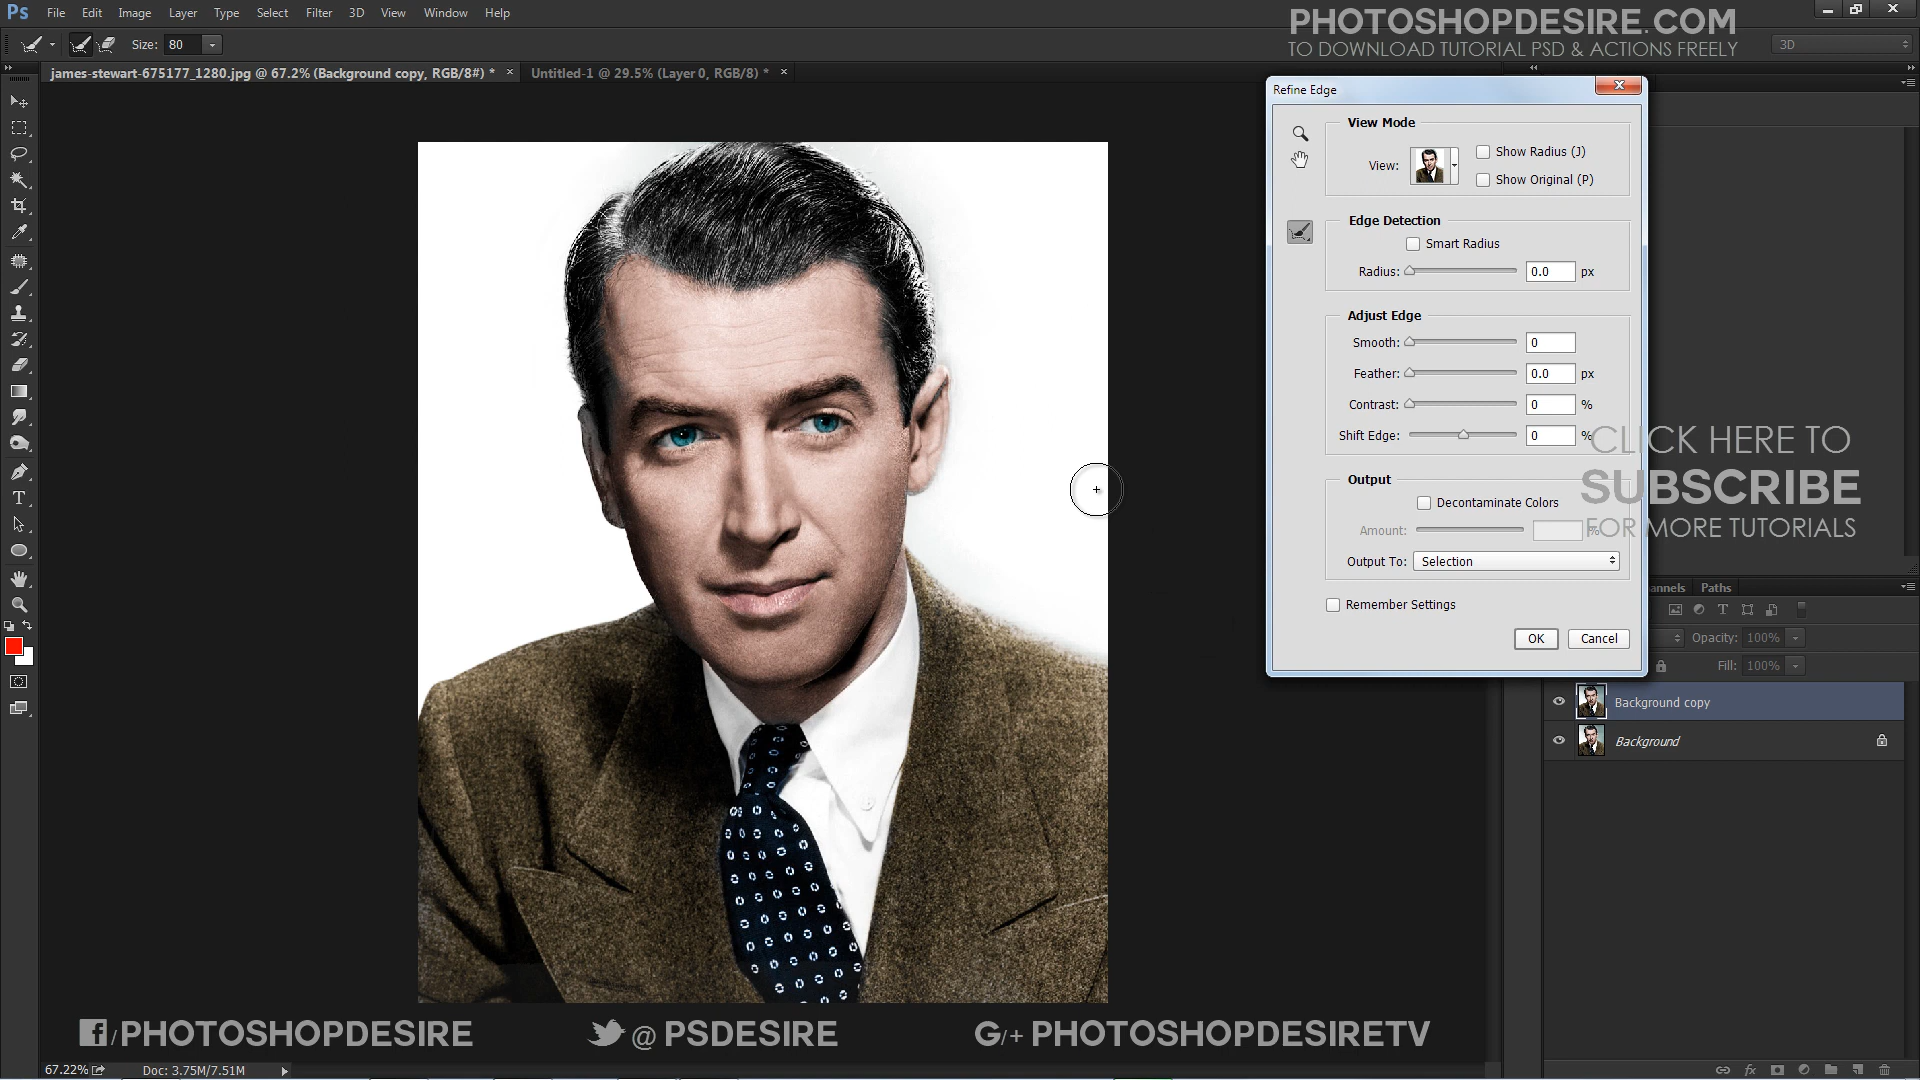 Ps File Edit Image Layer Type Select Filter 3D View Window Help
PHOTOSHOPDESIRE.COM
Size: 80
TO DOWNLOAD TUTORIAL PSD & ACTIONS FREELY
3D
james-stewart-675177_1280.jpg @ 67.2% (Background copy, RGB/8#) * × Untitled-1 @ 29.5% (Layer 0, RGB/8) * ×
Refine Edge
View Mode
View:
Show Radius (J)
Show Original (P)
Edge Detection
Smart Radius
Radius: 0.0 px
Adjust Edge
Smooth: 0
Feather: 0.0 px
Contrast: 0 %
Shift Edge: 0 %
CLICK HERE TO
SUBSCRIBE
FOR MORE TUTORIALS
Output
Decontaminate Colors
Amount: %
Output To: Selection
Remember Settings
OK Cancel
annels Paths
Opacity: 100%
Fill: 100%
Background copy
Background
f/PHOTOSHOPDESIRE @ PSDESIRE G/+ PHOTOSHOPDESIRETV
67.22% Doc: 3.75M/7.51M